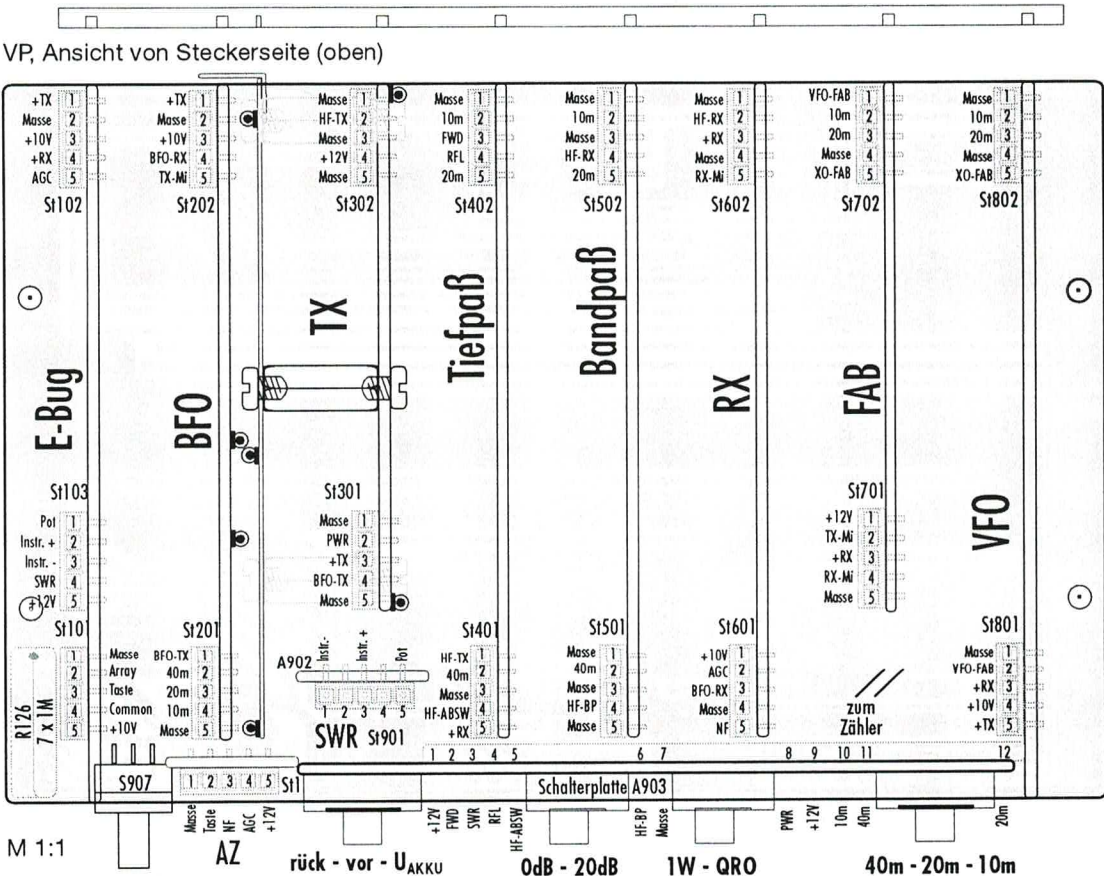 VP, Ansicht von Steckerseite (oben)
+TX 1
Masse 2
+10V 3
+RX 4
AGC 5
St102
+TX 1
Masse 2
+10V 3
BFO-RX 4
TX-Mi 5
St202
Masse 1
HF-TX 2
Masse 3
+12V 4
Masse 5
St302
Masse 1
10m 2
FWD 3
RFL 4
20m 5
St402
Masse 1
10m 2
Masse 3
HF-RX 4
20m 5
St502
Masse 1
HF-RX 2
+RX 3
Masse 4
RX-Mi 5
St602
VFO-FAB 1
10m 2
20m 3
Masse 4
XO-FAB 5
St702
Masse 1
10m 2
20m 3
Masse 4
XO-FAB 5
St802
E-Bug
BFO
TX
Tiefpaß
Bandpaß
RX
FAB
VFO
St103
Pot 1
Instr. + 2
Instr. - 3
SWR 4
+12V 5
St301
Masse 1
PWR 2
+TX 3
BFO-TX 4
Masse 5
St701
+12V 1
TX-Mi 2
+RX 3
RX-Mi 4
Masse 5
St101
1 Masse
2 Array
3 Taste
4 Common
5 +10V
R126
7 x 1M
St201
BFO-TX 1
40m 2
20m 3
10m 4
Masse 5
A902
Instr.-
Instr. +
Pot
1 2 3 4 5
SWR St901
St401
HF-TX 1
40m 2
Masse 3
HF-ABSW 4
+RX 5
St501
Masse 1
40m 2
Masse 3
HF-BP 4
Masse 5
St601
+10V 1
AGC 2
BFO-RX 3
Masse 4
NF 5
zum
Zähler
St801
Masse 1
VFO-FAB 2
+RX 3
+10V 4
+TX 5
1 2 3 4 5 6 7 8 9 10 11 12
S907
1 2 3 4 5 St1
Schalterplatte A903
Masse
Taste
NF
AGC
+12V
+12V
FWD
SWR
RFL
HF-ABSW
HF-BP
Masse
PWR
+12V
10m
40m
20m
M 1:1
AZ
rück - vor - UAKKU
0dB - 20dB
1W - QRO
40m - 20m - 10m